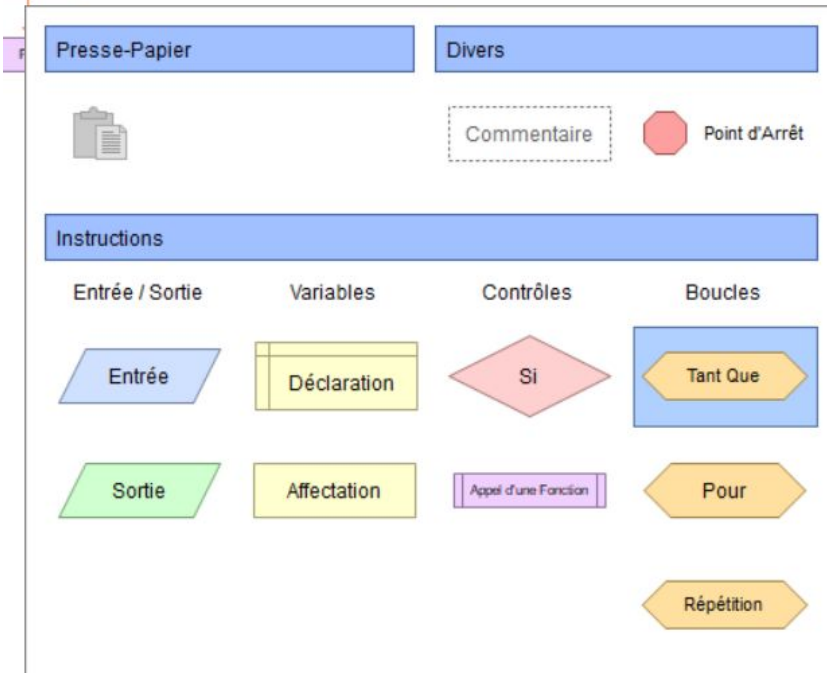 Presse-Papier
Divers
Commentaire
Point d'Arrêt
Instructions
Entrée / Sortie
Variables
Contrôles
Boucles
Entrée
Déclaration
Si
Tant Que
Sortie
Affectation
Appel d'une Fonction
Pour
Répétition